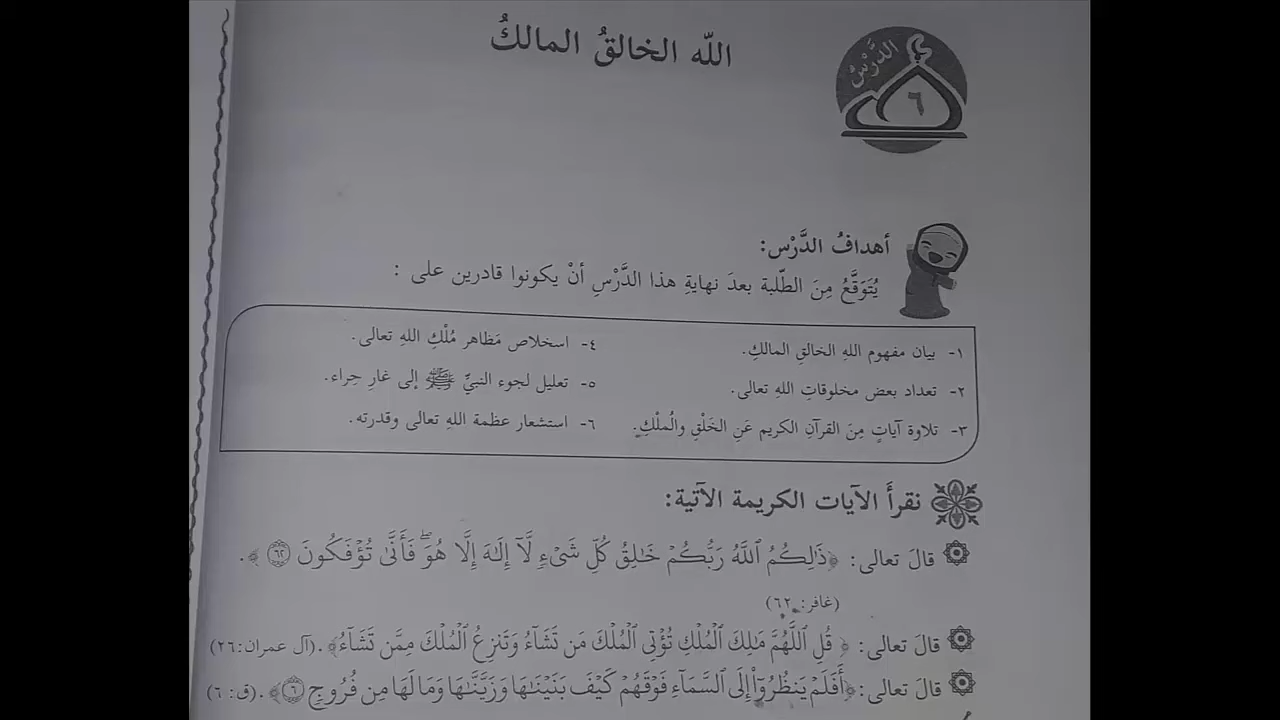 الدَّرْسُ
٦
الله الخالقُ المالكُ
أهدافُ الدَّرْس:
يُتَوَقَّعُ مِنَ الطّلبة بعدَ نهايةِ هذا الدَّرْسِ أنْ يكونوا قادرين على :
١- بيان مفهوم اللهِ الخالقِ المالكِ.
٢- تعداد بعض مخلوقاتِ اللهِ تعالى.
٣- تلاوة آياتٍ مِنَ القرآنِ الكريم عَنِ الخَلْقِ والمُلْكِ.
٤- اسخلاص مَظاهر مُلْكِ اللهِ تعالى.
٥- تعليل لجوء النبيِّ ﷺ إلى غارِ حِراء.
٦- استشعار عظمة اللهِ تعالى وقدرته.
نقرأَ الآيات الكريمة الآتية:
قالَ تعالى: ﴿ذَٰلِكُمُ ٱللَّهُ رَبُّكُمْ خَٰلِقُ كُلِّ شَىْءٍ لَّآ إِلَٰهَ إِلَّا هُوَۖ فَأَنَّىٰ تُؤْفَكُونَ ٦٢﴾.
(غافر: ٦٢)
قالَ تعالى: ﴿ قُلِ ٱللَّهُمَّ مَٰلِكَ ٱلْمُلْكِ تُؤْتِى ٱلْمُلْكَ مَن تَشَآءُ وَتَنزِعُ ٱلْمُلْكَ مِمَّن تَشَآءُ﴾.(آل عمران:٢٦)
قالَ تعالى: ﴿أَفَلَمْ يَنظُرُوٓا۟ إِلَى ٱلسَّمَآءِ فَوْقَهُمْ كَيْفَ بَنَيْنَٰهَا وَزَيَّنَّٰهَا وَمَا لَهَا مِن فُرُوجٍ ٦﴾.(ق: ٦)